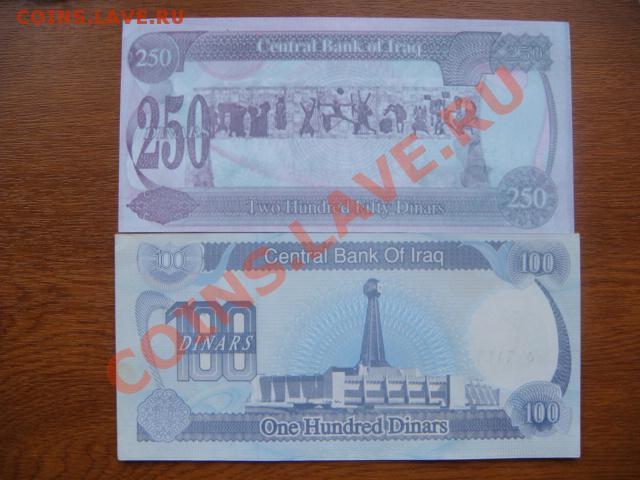 COINS.LAVE.RU
250
Central Bank of Iraq
250
250
DINARS
Two Hundred Fifty Dinars
250
COINS.LAVE.RU
100
Central Bank Of Iraq
100
100
DINARS
One Hundred Dinars
100